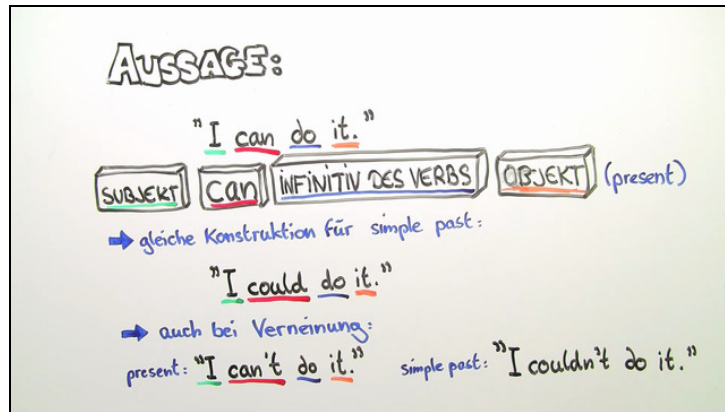 AUSSAGE:
"I can do it."
SUBJEKT can INFINITIV DES VERBS OBJEKT (present)
➡ gleiche Konstruktion für simple past:
"I could do it."
➡ auch bei Verneinung:
present: "I can't do it." simple past: "I couldn't do it."